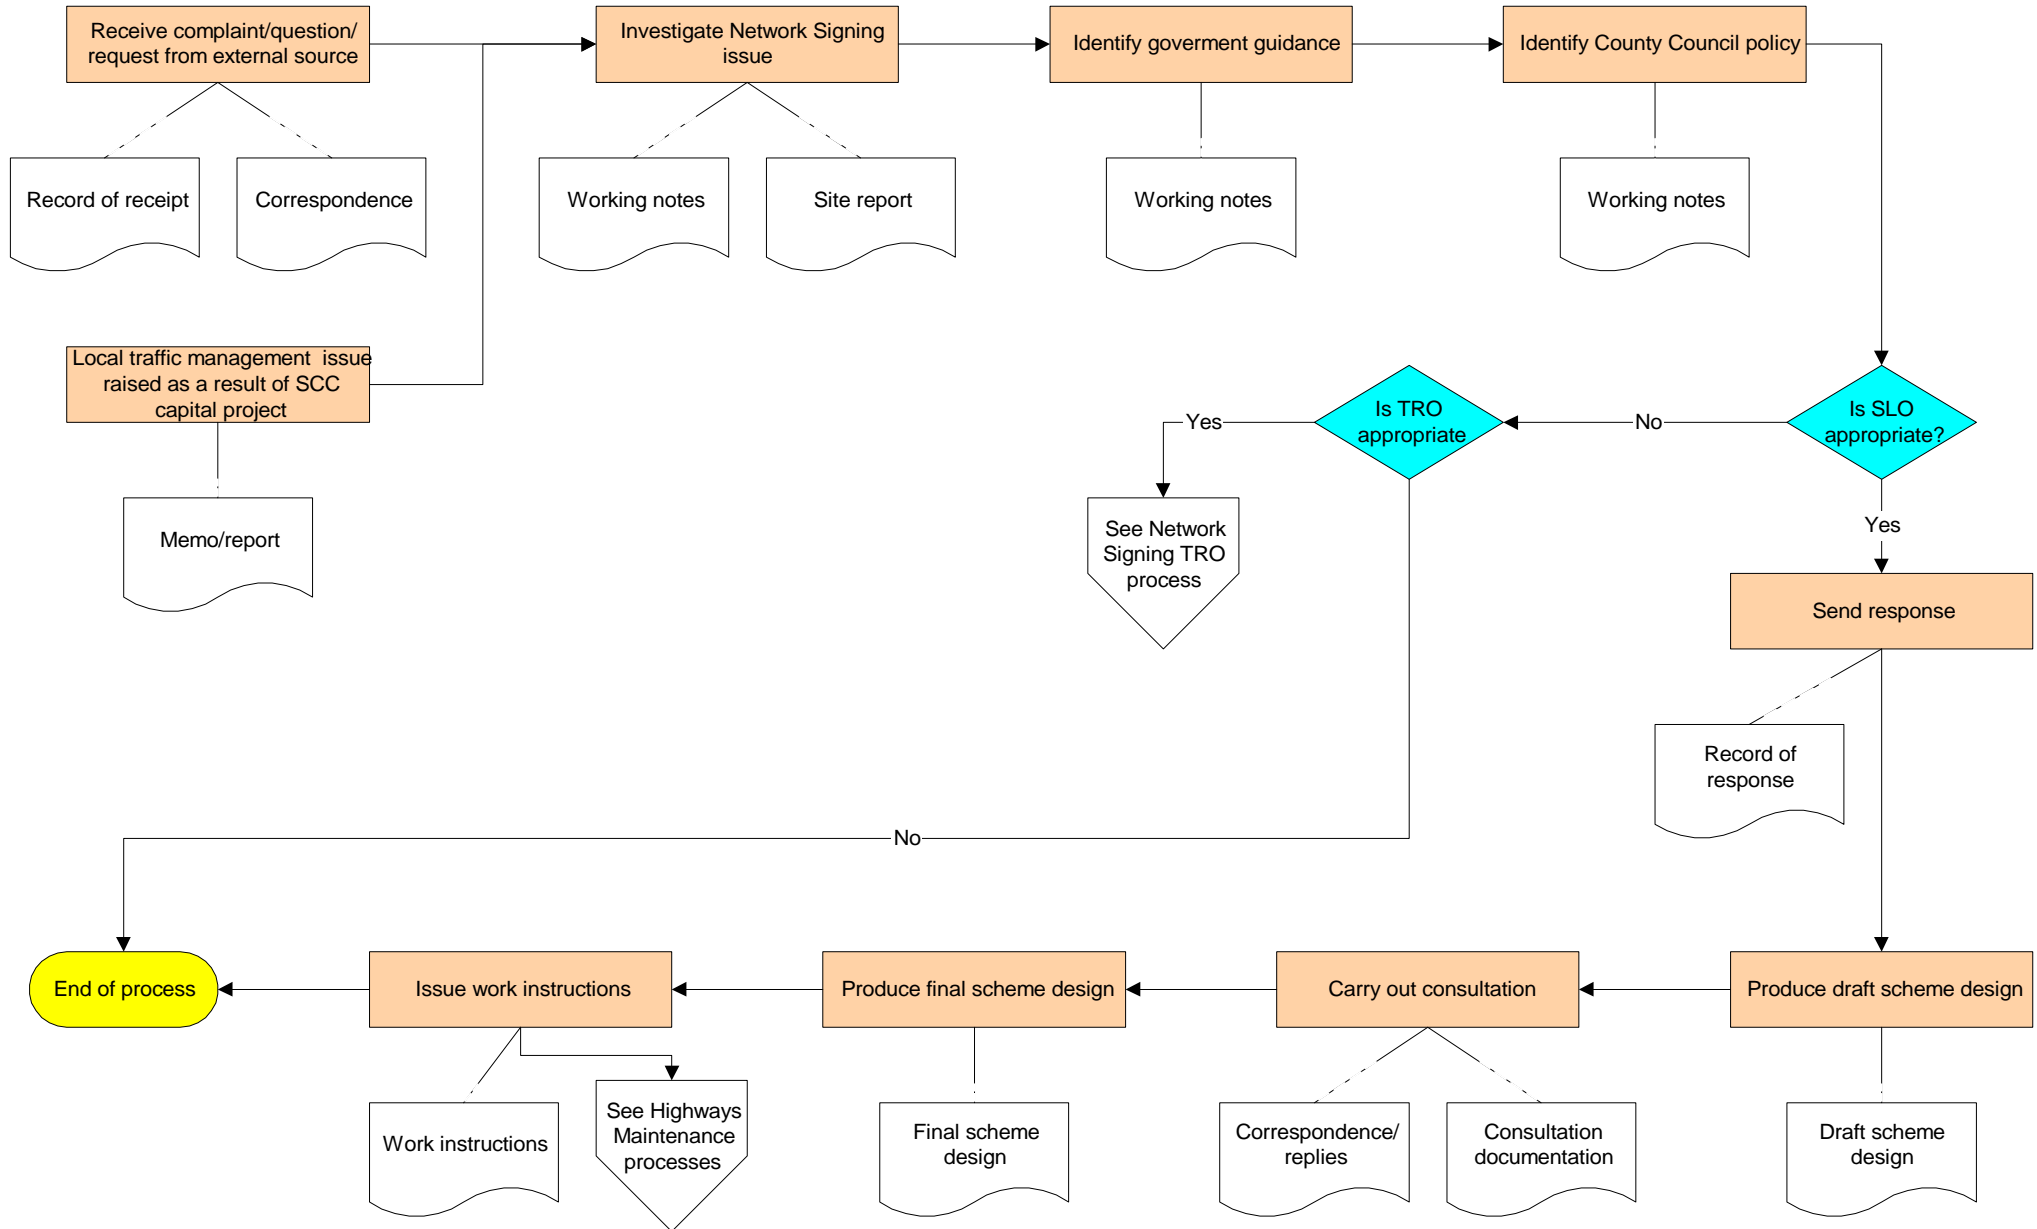 Receive complaint/question/
request from external source
Investigate Network Signing
issue
Identify goverment guidance
Identify County Council policy
Record of receipt
Correspondence
Working notes
Site report
Working notes
Working notes
Local traffic management  issue
raised as a result of SCC
capital project
Memo/report
Yes
Is TRO
appropriate
No
Is SLO
appropriate?
Yes
See Network
Signing TRO
process
Send response
Record of
response
No
End of process
Issue work instructions
Produce final scheme design
Carry out consultation
Produce draft scheme design
Work instructions
See Highways
Maintenance
processes
Final scheme
design
Correspondence/
replies
Consultation
documentation
Draft scheme
design